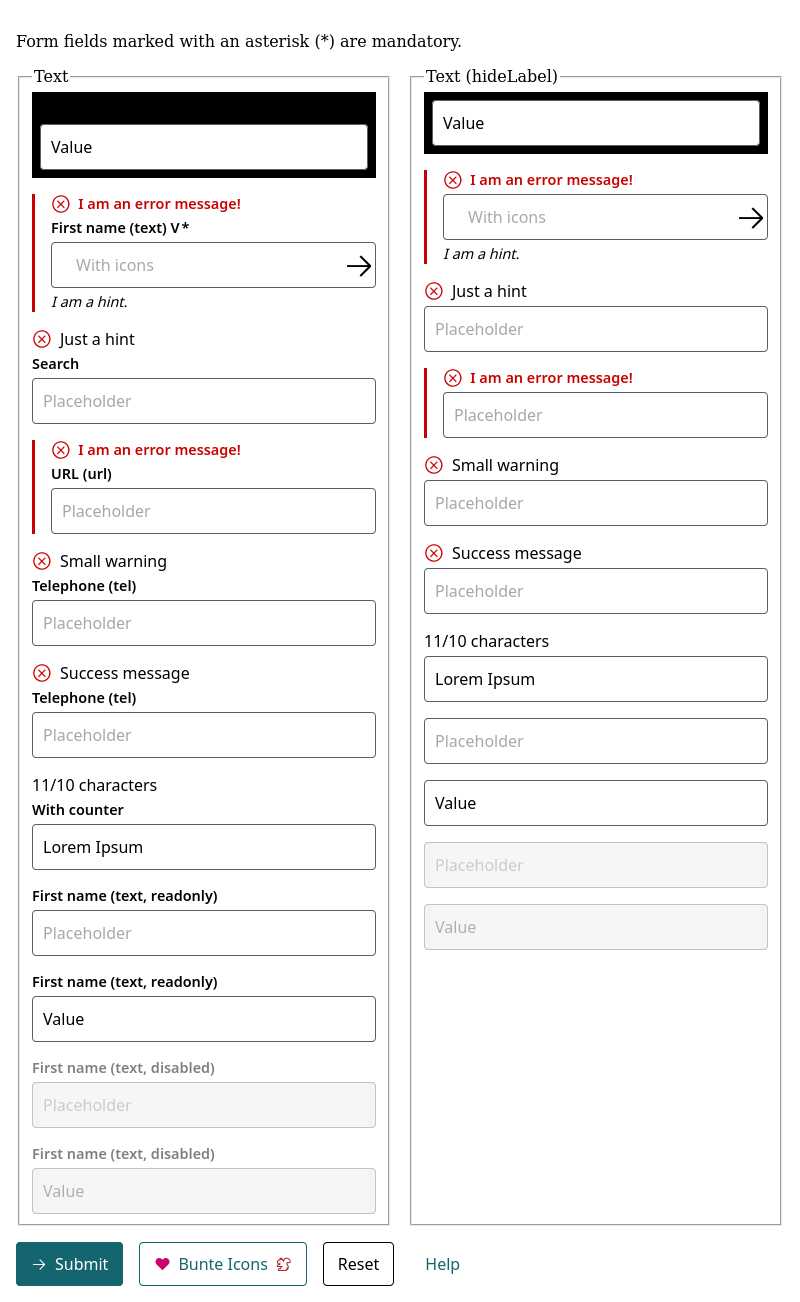 Form fields marked with an asterisk (*) are mandatory.
Text
Value
I am an error message!
First name (text) V*
With icons
I am a hint.
Just a hint
Search
Placeholder
I am an error message!
URL (url)
Placeholder
Small warning
Telephone (tel)
Placeholder
Success message
Telephone (tel)
Placeholder
11/10 characters
With counter
Lorem Ipsum
First name (text, readonly)
Placeholder
First name (text, readonly)
Value
First name (text, disabled)
Placeholder
First name (text, disabled)
Value
Text (hideLabel)
Value
I am an error message!
With icons
I am a hint.
Just a hint
Placeholder
I am an error message!
Placeholder
Small warning
Placeholder
Success message
Placeholder
11/10 characters
Lorem Ipsum
Placeholder
Value
Placeholder
Value
Submit
Bunte Icons
Reset
Help